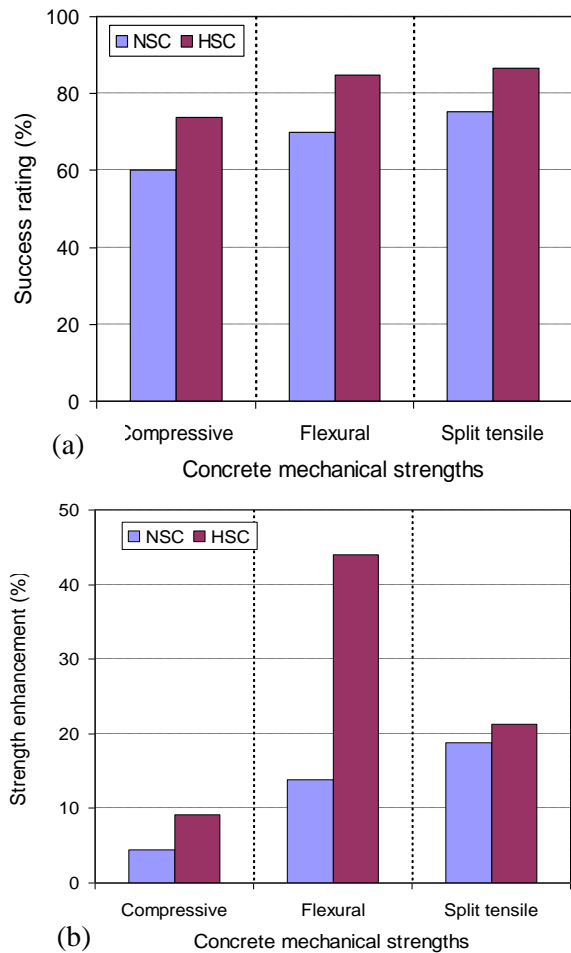 NSC HSC
100
80
60
40
20
0
Success rating (%)
Compressive Flexural Split tensile
(a)
Concrete mechanical strengths
50
NSC HSC
40
30
20
10
0
Strength enhancement (%)
Compressive Flexural Split tensile
(b)
Concrete mechanical strengths